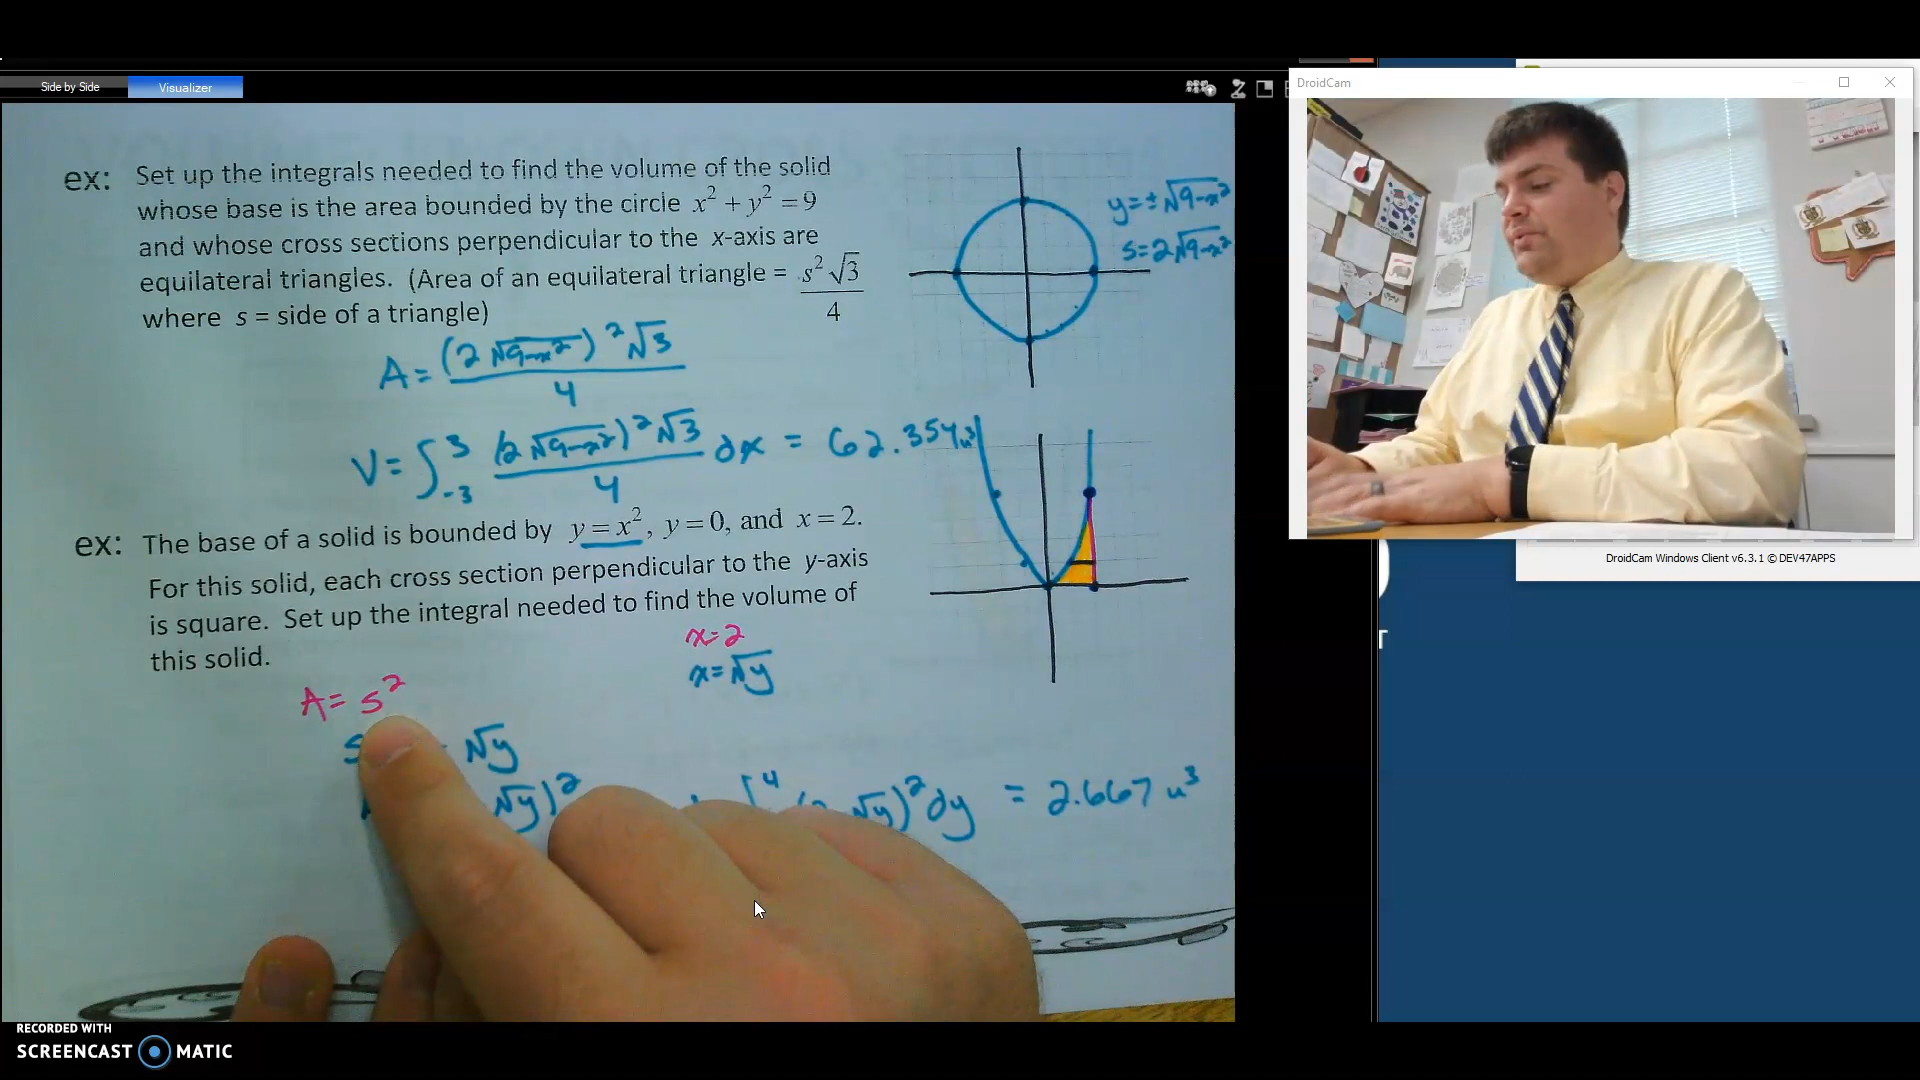 Side by Side
Visualizer
DroidCam
ex: Set up the integrals needed to find the volume of the solid
whose base is the area bounded by the circle x² + y² = 9
and whose cross sections perpendicular to the x-axis are
equilateral triangles. (Area of an equilateral triangle = s²√3/4
where s = side of a triangle)
y=±√9-x²
s=2√9-x²
A= (2√9-x²)²√3/4
V= ∫₋₃³ (2√9-x²)²√3/4 dx = 62.354u³
ex: The base of a solid is bounded by y = x², y = 0, and x = 2.
For this solid, each cross section perpendicular to the y-axis
is square. Set up the integral needed to find the volume of
this solid.
x=2
x=√y
A= s²
s √y
√y)²
∫ 4 √y)² dy = 2.667 u³
DroidCam Windows Client v6.3.1 © DEV47APPS
T
RECORDED WITH
SCREENCAST MATIC